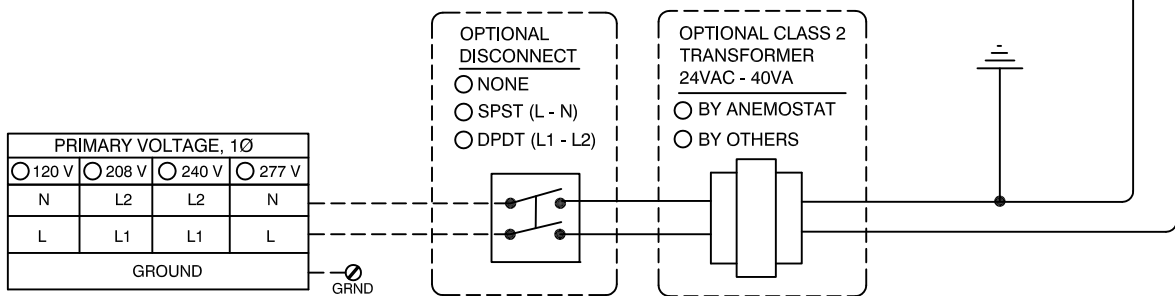 OPTIONAL
DISCONNECT
NONE
SPST (L - N)
DPDT (L1 - L2)
OPTIONAL CLASS 2
TRANSFORMER
24VAC - 40VA
BY ANEMOSTAT
BY OTHERS
PRIMARY VOLTAGE, 1Ø
120 V 208 V 240 V 277 V
N L2 L2 N
L L1 L1 L
GROUND
GRND